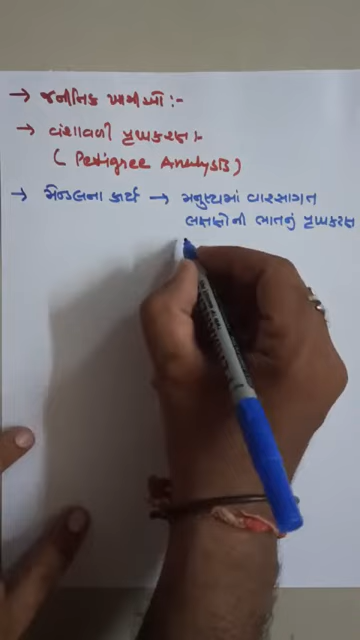 → જનીનિક ખામીઓ :-
→ વંશાવળી પૃથક્કરણ :-
( Pedigree Analysis )
→ મેન્ડલના કાર્ય → મનુષ્યમાં વારસાગત
લક્ષણોની ભાતનું પૃથક્કરણ